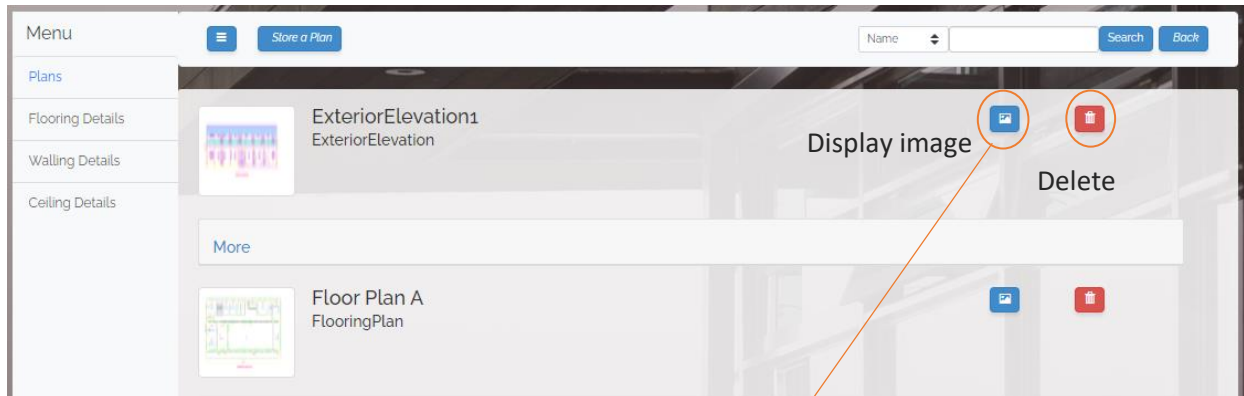 Menu
Store a Plan
Name
Search
Back
Plans
Flooring Details
Walling Details
Ceiling Details
ExteriorElevation1
ExteriorElevation
Display image
Delete
More
Floor Plan A
FlooringPlan